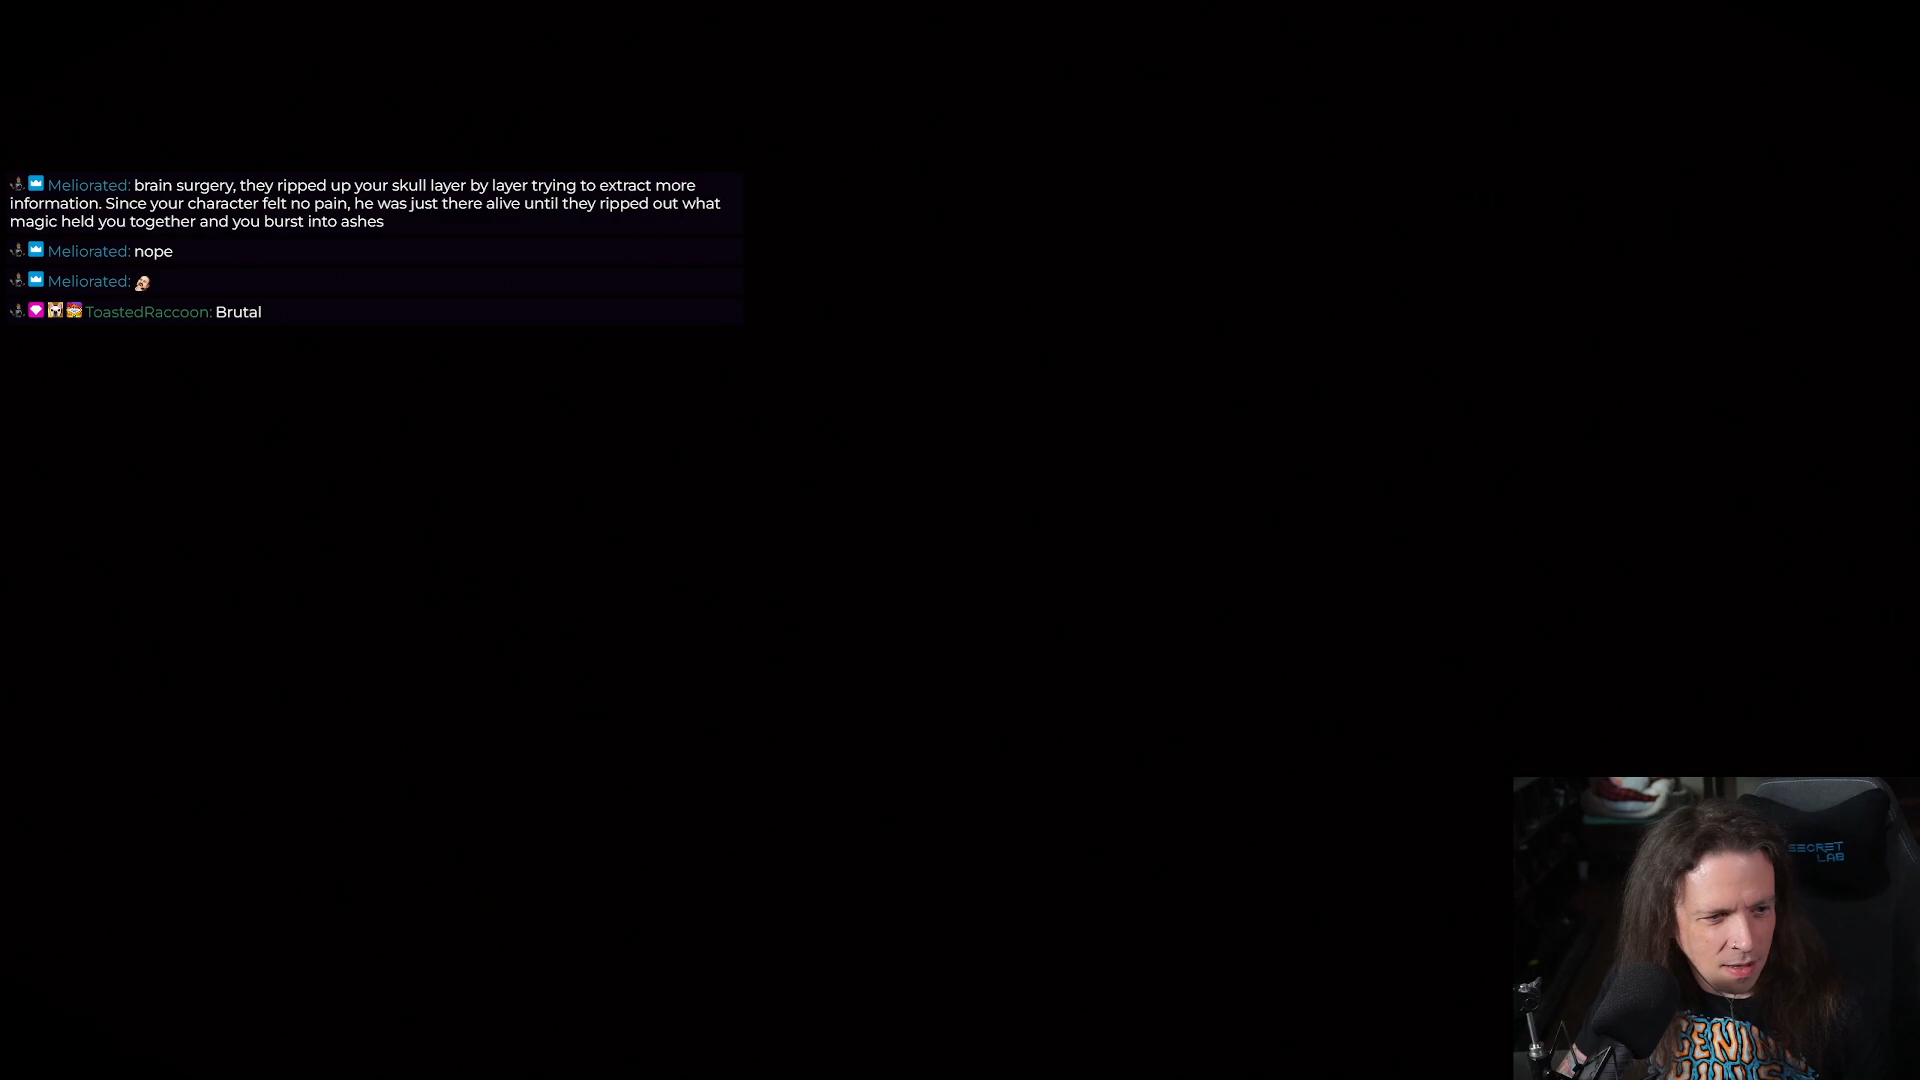 Meliorated: brain surgery, they ripped up your skull layer by layer trying to extract more
information. Since your character felt no pain, he was just there alive until they ripped out what
magic held you together and you burst into ashes
Meliorated: nope
Meliorated:
ToastedRaccoon: Brutal
SECRET
LAB